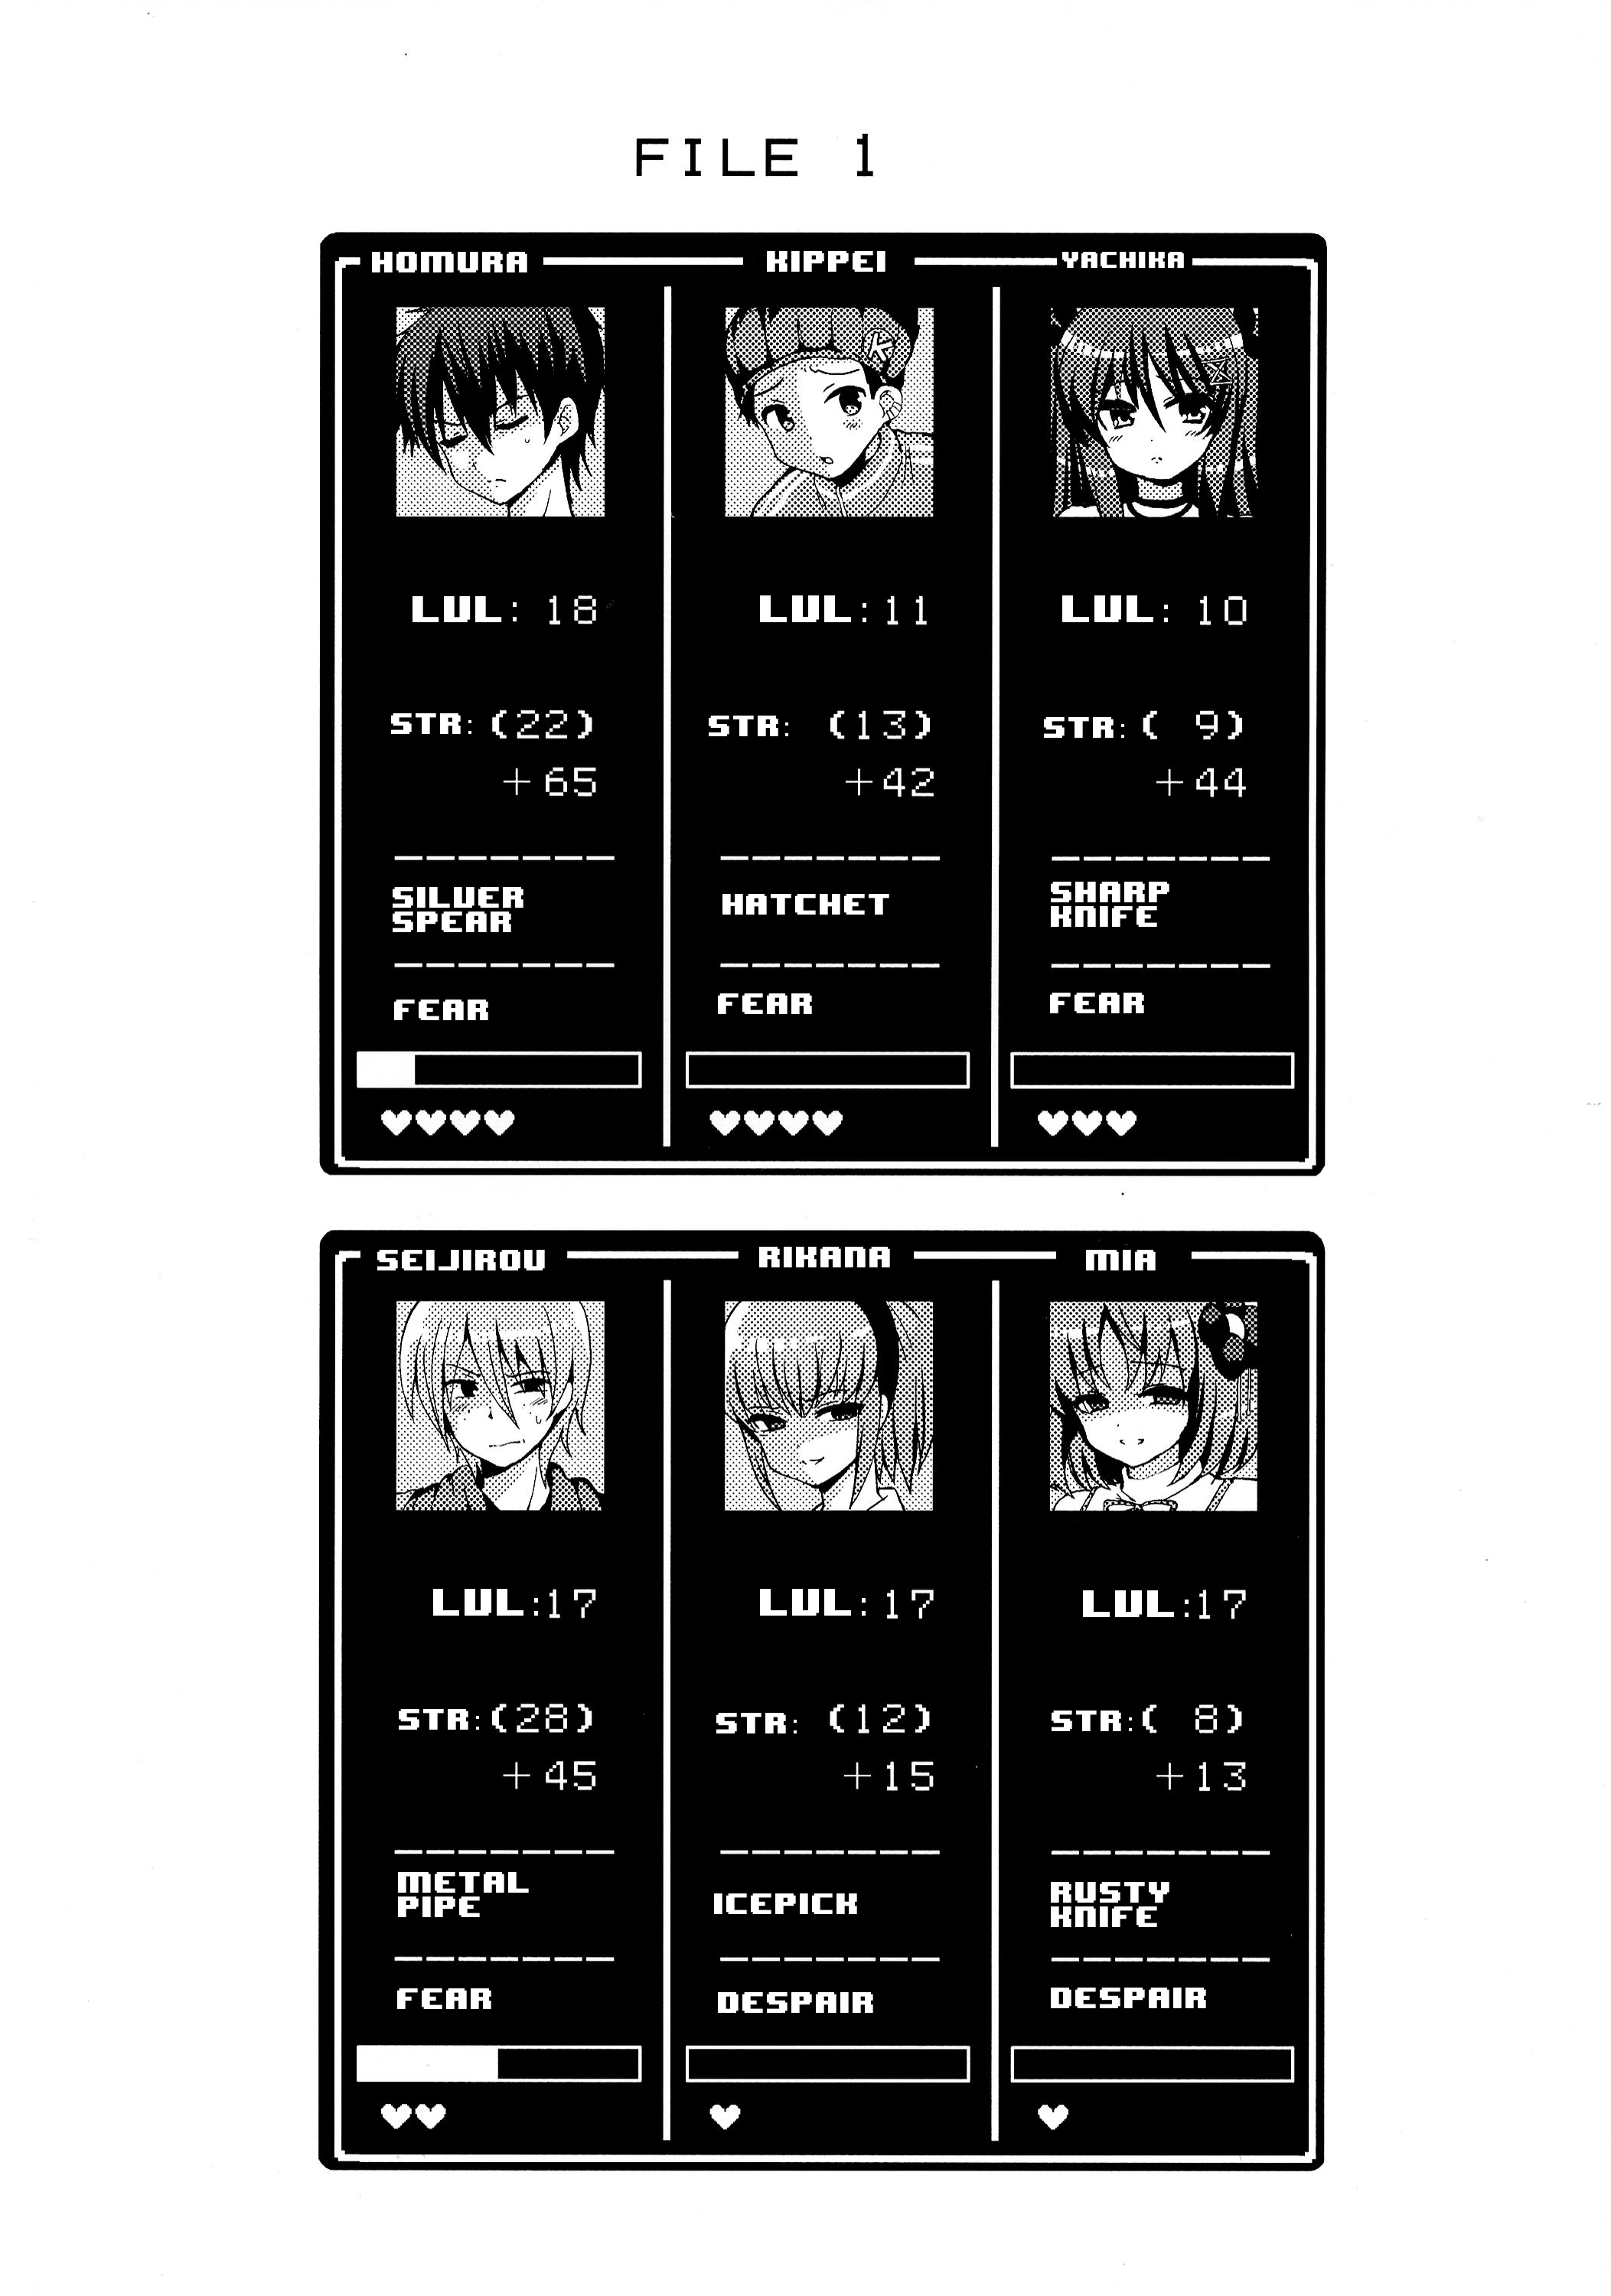 FILE 1
HOMURA
LVL: 18
STR: (22)
+65
SILVER
SPEAR
FEAR
KIPPEI
K
LVL: 11
STR: (13)
+42
HATCHET
FEAR
YACHIKA
LVL: 10
STR: ( 9)
+44
SHARP
KNIFE
FEAR
SEIJIROU
LVL:17
STR:(28)
+45
METAL
PIPE
FEAR
RIKANA
LVL: 17
STR: (12)
+15
ICEPICK
DESPAIR
MIA
LVL:17
STR:( 8)
+13
RUSTY
KNIFE
DESPAIR